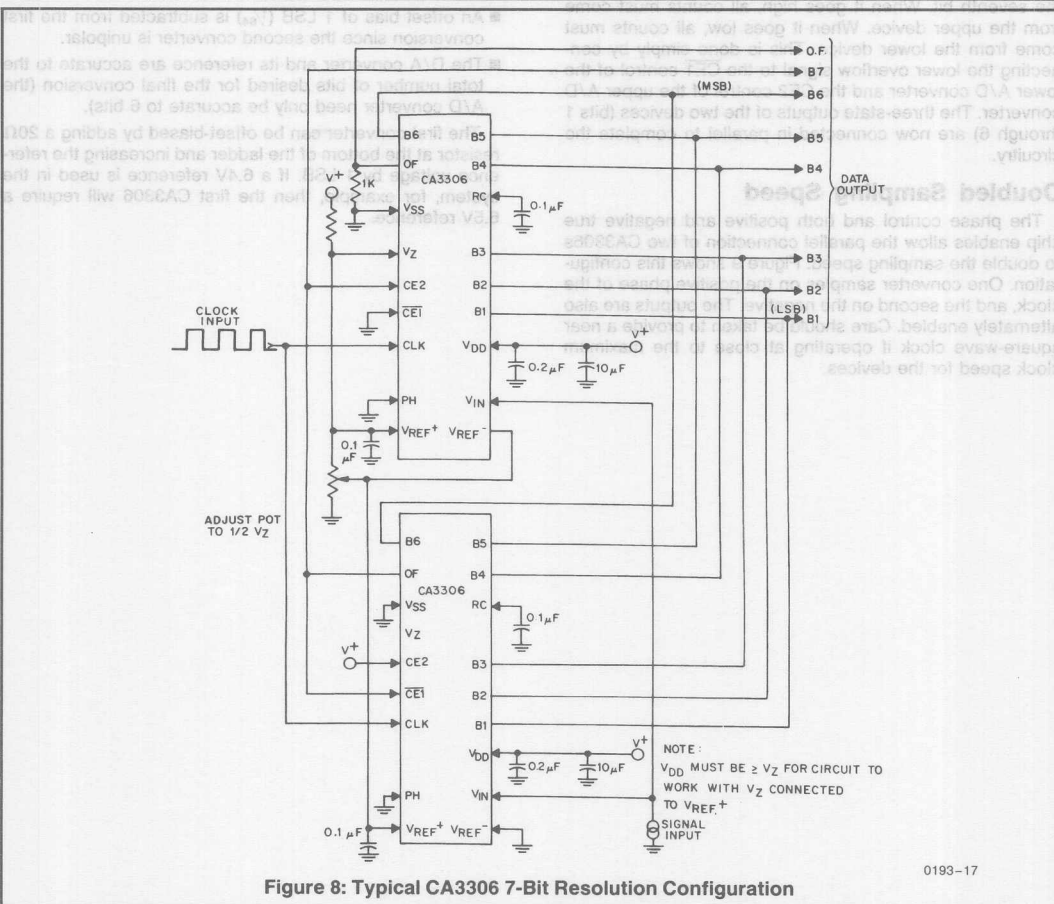 O.F.
B7
(MSB)
B6
B5
B4
DATA
OUTPUT
B3
B2
(LSB)
B1
B6
B5
OF
B4
CA3306
1K
V+
VSS
RC
0.1µF
VZ
B3
CE2
B2
CE1
B1
CLOCK
INPUT
CLK
VDD
V+
0.2µF
10µF
PH
VIN
VREF+
VREF-
0.1
µF
ADJUST POT
TO 1/2 VZ
B6
B5
OF
B4
CA3306
VSS
RC
0.1µF
VZ
V+
CE2
B3
CE1
B2
CLK
B1
VDD
V+
0.2µF
10µF
NOTE:
VDD MUST BE ≥ VZ FOR CIRCUIT TO
WORK WITH VZ CONNECTED
TO VREF.+
PH
VIN
0.1µF
VREF+
VREF-
SIGNAL
INPUT
0193-17
Figure 8: Typical CA3306 7-Bit Resolution Configuration
An offset bias of 1 LSB (1/64) is subtracted from the first
conversion since the second converter is unipolar.
The D/A converter and its reference are accurate to the
total number of bits desired for the final conversion (the
A/D converter need only be accurate to 6 bits).
The first converter can be offset-biased by adding a 20Ω
resistor at the bottom of the ladder and increasing the refer-
ence voltage by 1 LSB. If a 6.4V reference is used in the
system, for example, then the first CA3306 will require a
6.5V reference.
the seventh bit. When it goes high, all counts must come
from the upper device. When it goes low, all counts must
come from the lower device. This is done simply by con-
necting the lower overflow signal to the CE1 control of the
lower A/D converter and the CE2 control of the upper A/D
converter. The three-state outputs of the two devices (bits 1
through 6) are now connected in parallel to complete the
circuitry.
Doubled Sampling Speed
The phase control and both positive and negative true
chip enables allow the parallel connection of two CA3306s
to double the sampling speed. Figure 9 shows this configu-
ration. One converter samples on the positive phase of the
clock, and the second on the negative. The outputs are also
alternately enabled. Care should be taken to provide a near
square-wave clock if operating at close to the maximum
clock speed for the devices.